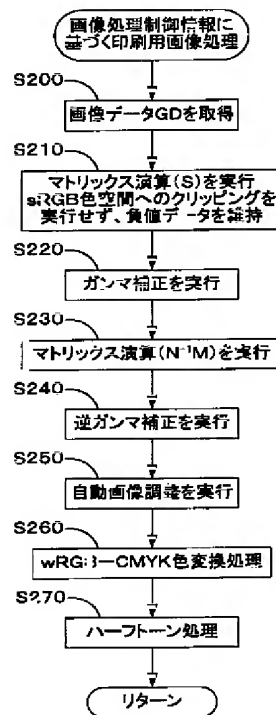 画像処理制御情報に
基づく印刷用画像処理
S200
画像データGDを取得
S210
マトリックス演算(S)を実行
sRGB色空間へのクリッピングを
実行せず、負値データを維持
S220
ガンマ補正を実行
S230
マトリックス演算(N⁻¹M)を実行
S240
逆ガンマ補正を実行
S250
自動画像調整を実行
S260
wRGB−CMYK色変換処理
S270
ハーフトーン処理
リターン